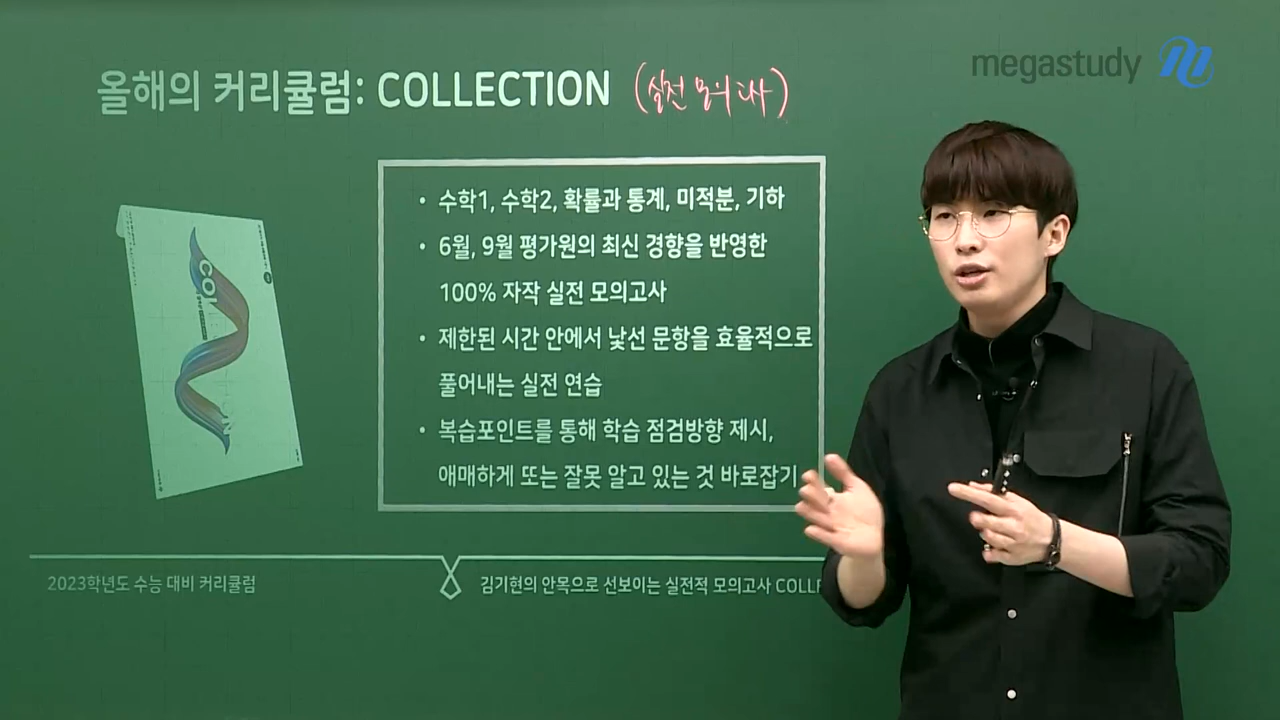 megastudy
올해의 커리큘럼: COLLECTION (실전 모의고사)
• 수학1, 수학2, 확률과 통계, 미적분, 기하
• 6월, 9월 평가원의 최신 경향을 반영한
100% 자작 실전 모의고사
• 제한된 시간 안에서 낯선 문항을 효율적으로
풀어내는 실전 연습
• 복습포인트를 통해 학습 점검방향 제시,
애매하게 또는 잘못 알고 있는 것 바로잡기
2023학년도 수능 대비 커리큘럼
김기현의 안목으로 선보이는 실전적 모의고사 COLLE